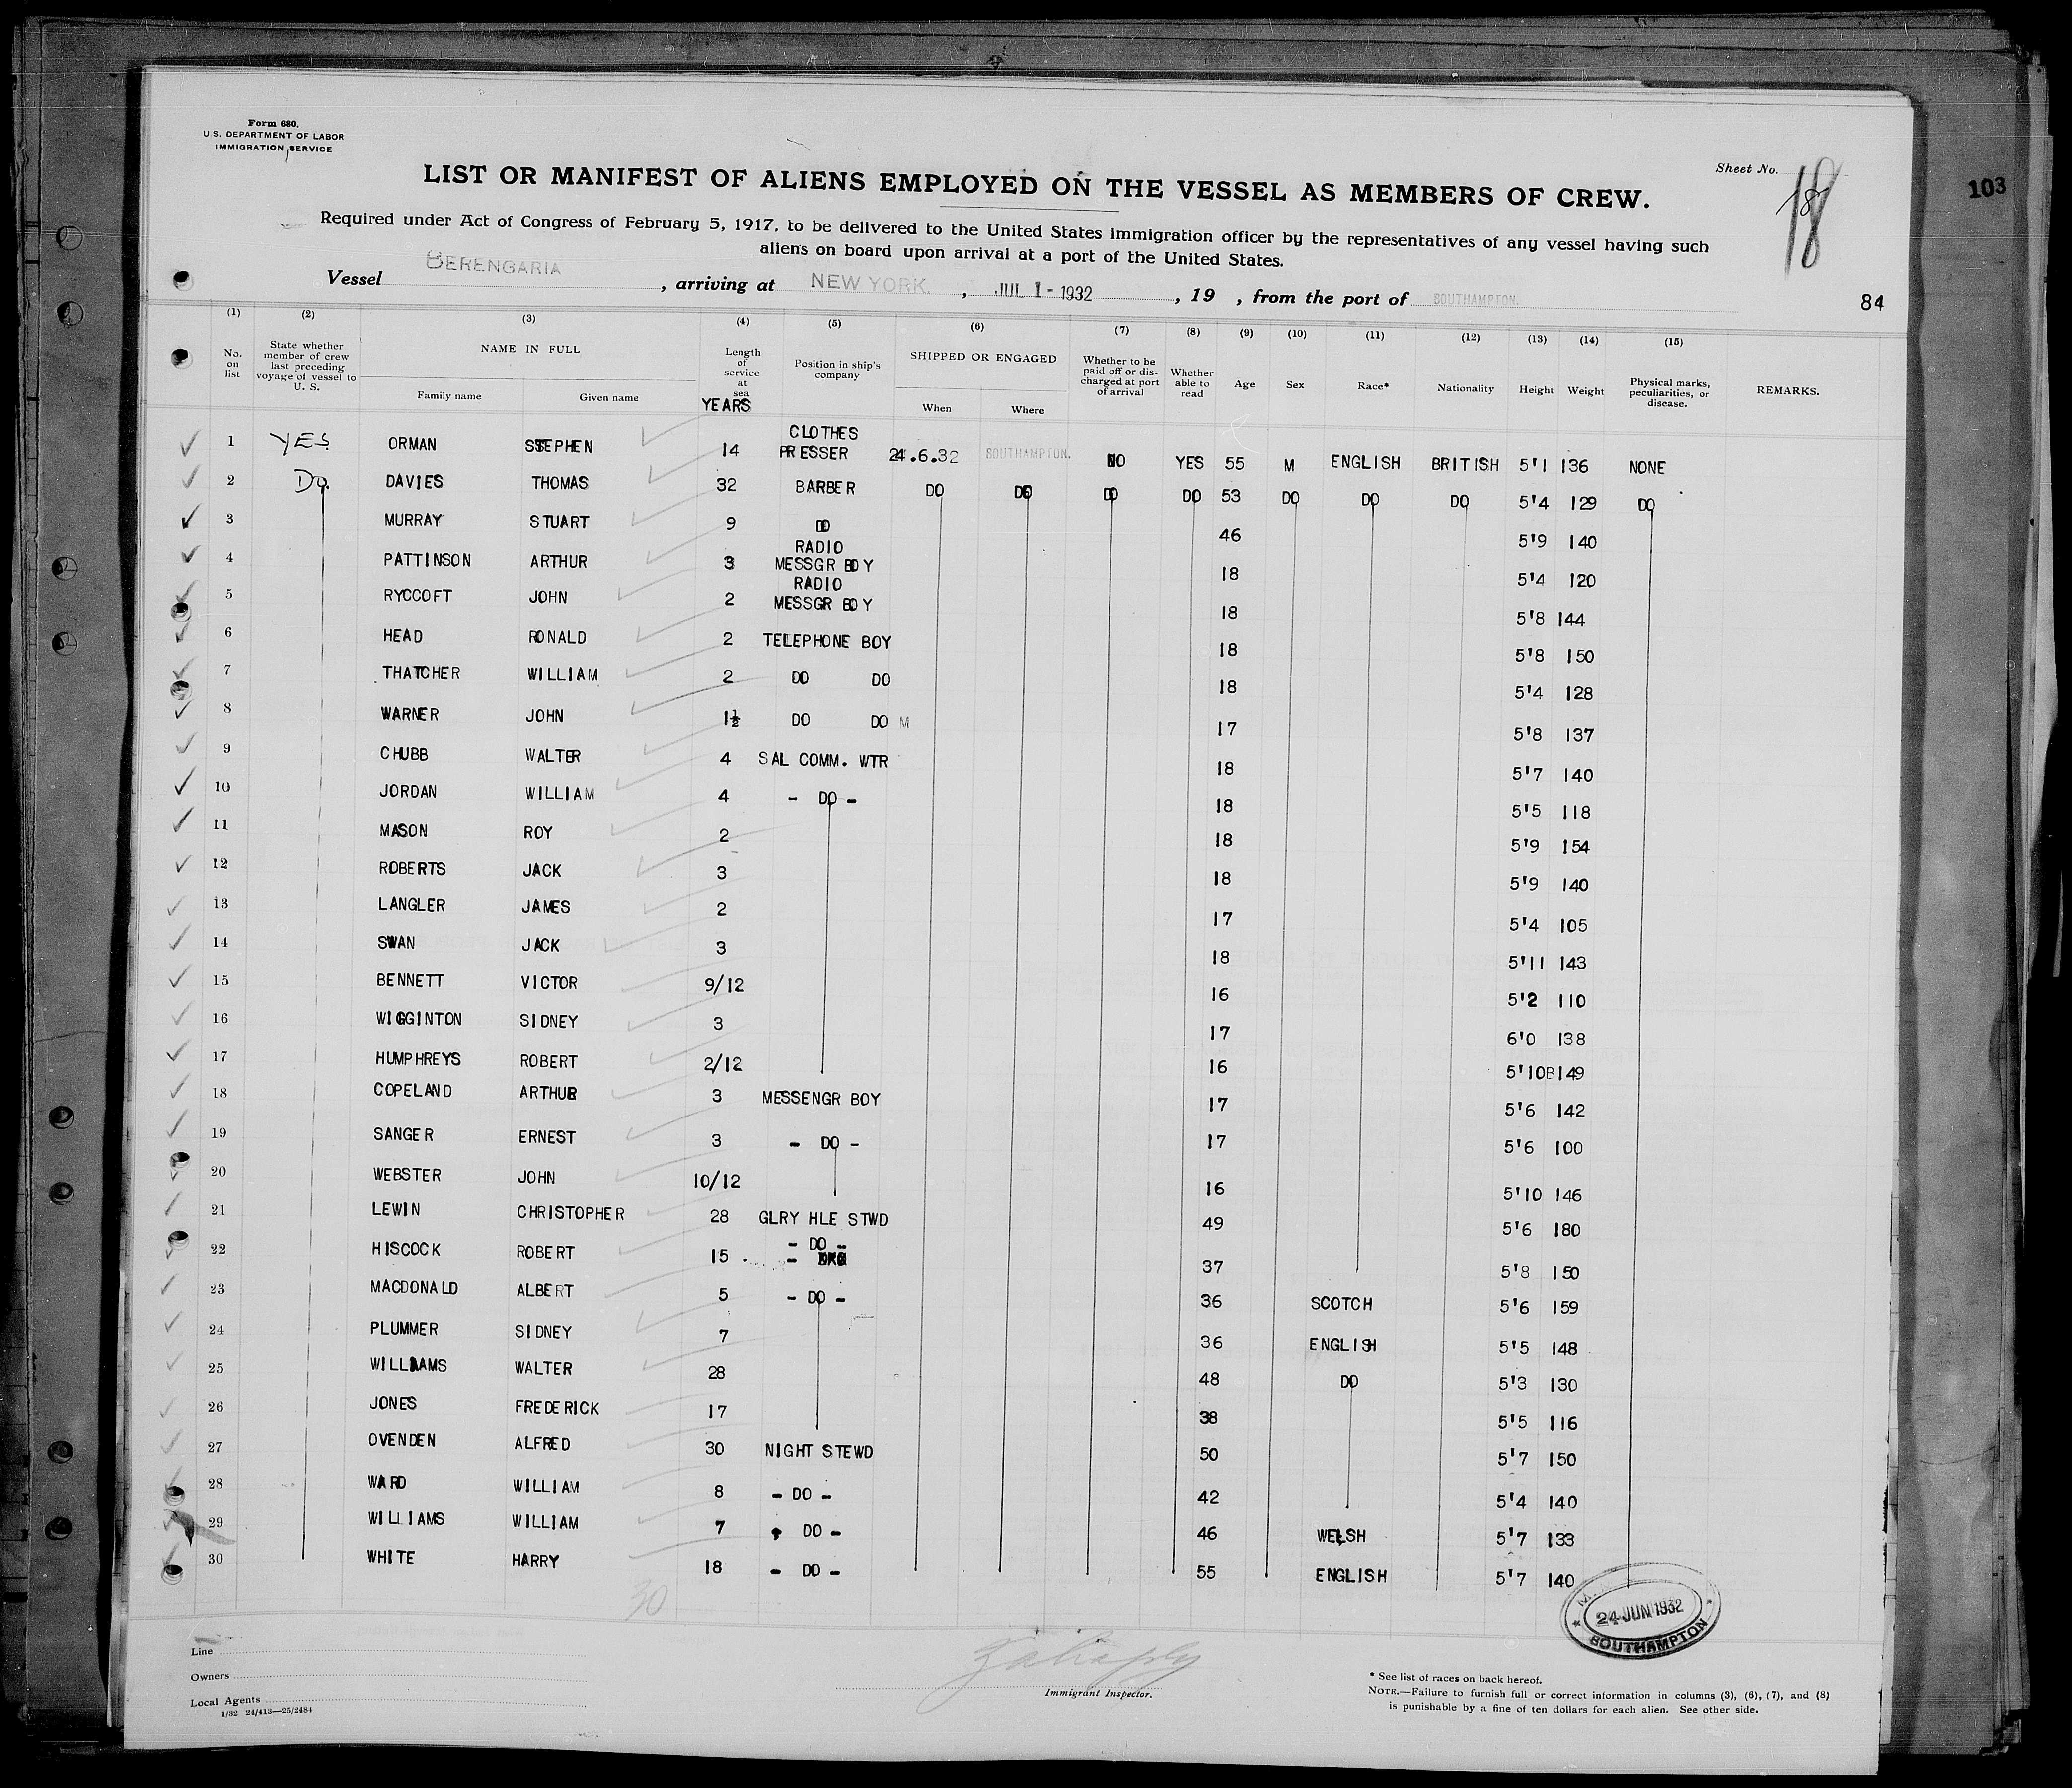 Form 680.
U. S. DEPARTMENT OF LABOR
IMMIGRATION SERVICE
Sheet No. 18
103
LIST OR MANIFEST OF ALIENS EMPLOYED ON THE VESSEL AS MEMBERS OF CREW.
Required under Act of Congress of February 5, 1917, to be delivered to the United States immigration officer by the representatives of any vessel having such
aliens on board upon arrival at a port of the United States.
Vessel BERENGARIA, arriving at NEW YORK., JUL 1 - 1932, 19 , from the port of SOUTHAMPTON.
84
(1) (2) (3) (4) (5) (6) (7) (8) (9) (10) (11) (12) (13) (14) (15)
No. on list State whether member of crew last preceding voyage of vessel to U. S. NAME IN FULL Family name Given name Length of service at sea YEARS Position in ship's company SHIPPED OR ENGAGED When Where Whether to be paid off or discharged at port of arrival Whether able to read Age Sex Race* Nationality Height Weight Physical marks, peculiarities, or disease. REMARKS.
1 YES ORMAN STEPHEN 14 CLOTHES PRESSER 24.6.32 SOUTHAMPTON. NO YES 55 M ENGLISH BRITISH 5'1 136 NONE
2 Do. DAVIES THOMAS 32 BARBER DO DO DO DO 53 DO DO DO 5'4 129 DO
3 MURRAY STUART 9 DO 46 5'9 140
4 PATTINSON ARTHUR 3 RADIO MESSGR BOY 18 5'4 120
5 RYCCOFT JOHN 2 RADIO MESSGR BOY 18 5'8 144
6 HEAD RONALD 2 TELEPHONE BOY 18 5'8 150
7 THATCHER WILLIAM 2 DO DO 18 5'4 128
8 WARNER JOHN 1½ DO DO M 17 5'8 137
9 CHUBB WALTER 4 SAL COMM. WTR 18 5'7 140
10 JORDAN WILLIAM 4 - DO - 18 5'5 118
11 MASON ROY 2 18 5'9 154
12 ROBERTS JACK 3 18 5'9 140
13 LANGLER JAMES 2 17 5'4 105
14 SWAN JACK 3 18 5'11 143
15 BENNETT VICTOR 9/12 16 5'2 110
16 WIGGINTON SIDNEY 3 17 6'0 138
17 HUMPHREYS ROBERT 2/12 16 5'10B149
18 COPELAND ARTHUR 3 MESSENGR BOY 17 5'6 142
19 SANGER ERNEST 3 - DO - 17 5'6 100
20 WEBSTER JOHN 10/12 16 5'10 146
21 LEWIN CHRISTOPHER 28 GLRY HLE STWD 49 5'6 180
22 HISCOCK ROBERT 15 - DO - 37 5'8 150
23 MACDONALD ALBERT 5 - DO - 36 SCOTCH 5'6 159
24 PLUMMER SIDNEY 7 36 ENGLISH 5'5 148
25 WILLIAMS WALTER 28 48 DO 5'3 130
26 JONES FREDERICK 17 38 5'5 116
27 OVENDEN ALFRED 30 NIGHT STEWD 50 5'7 150
28 WARD WILLIAM 8 - DO - 42 5'4 140
29 WILLIAMS WILLIAM 7 DO - 46 WELSH 5'7 133
30 WHITE HARRY 18 - DO - 55 ENGLISH 5'7 140
30
24 JUN 1932
SOUTHAMPTON
Line
Owners
Local Agents
1/32 24/413—25/2484
Immigrant Inspector.
* See list of races on back hereof.
NOTE.—Failure to furnish full or correct information in columns (3), (6), (7), and (8)
is punishable by a fine of ten dollars for each alien. See other side.